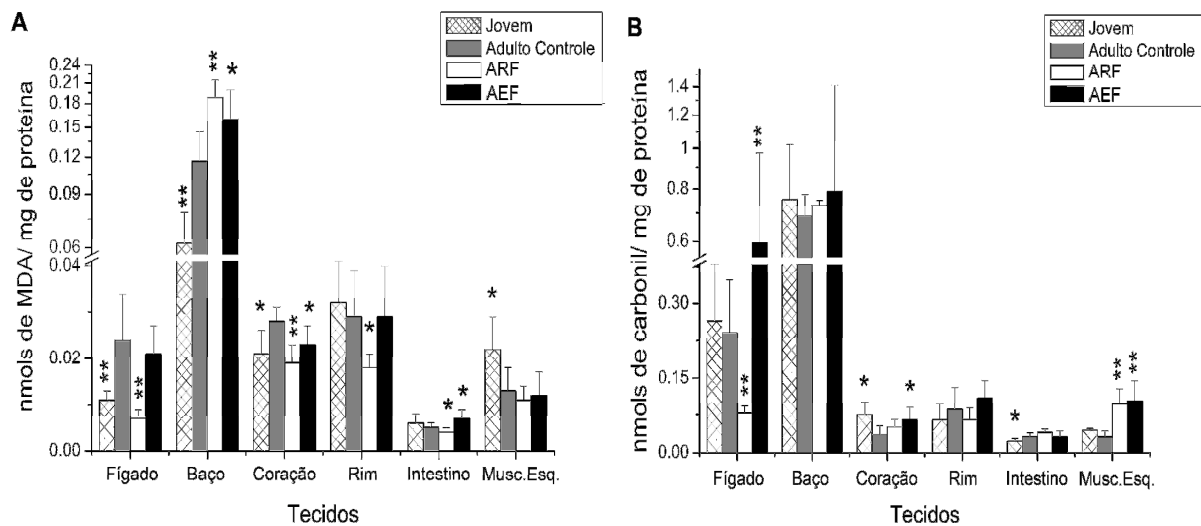 A
Jovem
Adulto Controle
ARF
AEF
nmols de MDA/ mg de proteína
0.24
0.21
0.18
0.15
0.12
0.09
0.06
0.04
0.02
0.00
** ** *
** **
* ** *
*
* *
*
Fígado Baço Coração Rim Intestino Musc.Esq.
Tecidos
B
Jovem
Adulto Controle
ARF
AEF
nmols de carbonil/ mg de proteína
1.4
1.2
1
0.8
0.6
0.30
0.15
0.00
** **
* *
*
** **
Fígado Baço Coração Rim Intestino Musc.Esq.
Tecidos